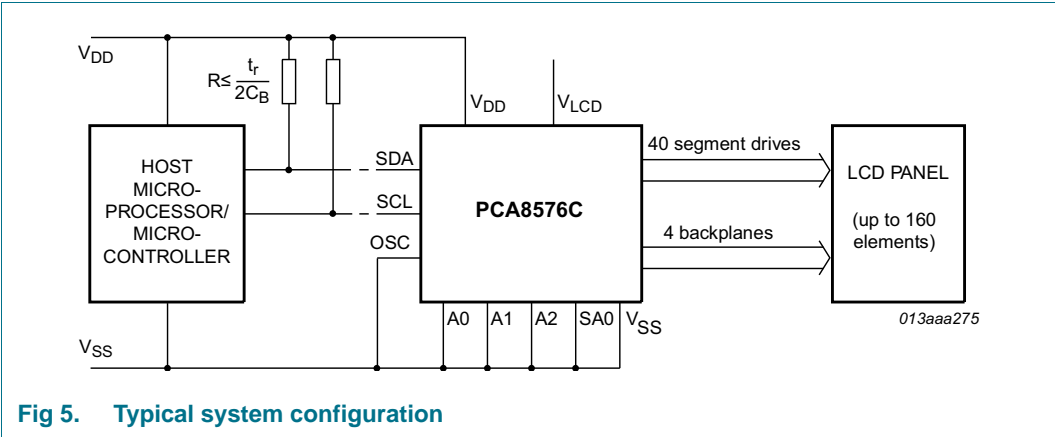 VDD
R≤ tr
2CB
VDD
VLCD
HOST
MICRO-
PROCESSOR/
MICRO-
CONTROLLER
SDA
SCL
OSC
PCA8576C
40 segment drives
4 backplanes
LCD PANEL
(up to 160
elements)
A0
A1
A2
SA0
VSS
VSS
013aaa275
Fig 5. Typical system configuration